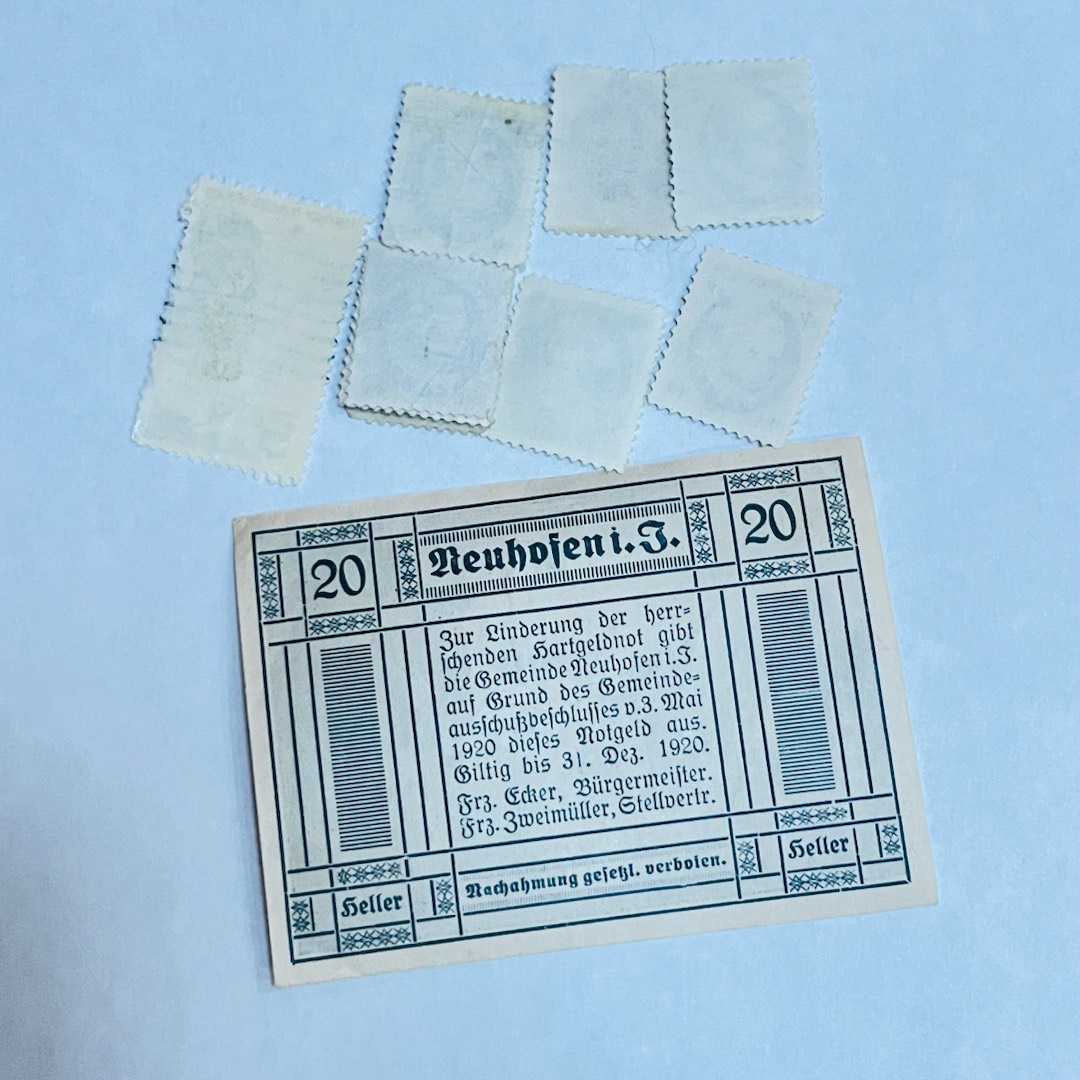 20 Neuhofen i. J. 20
Zur Linderung der herr=
schenden Hartgeldnot gibt
die Gemeinde Neuhofen i. J.
auf Grund des Gemeinde=
ausschußbeschlusses v. 3. Mai
1920 dieses Notgeld aus.
Giltig bis 31. Dez. 1920.
Frz. Ecker, Bürgermeister.
Frz. Zweimüller, Stellvertr.
Heller Nachahmung gesetzl. verboten. Heller